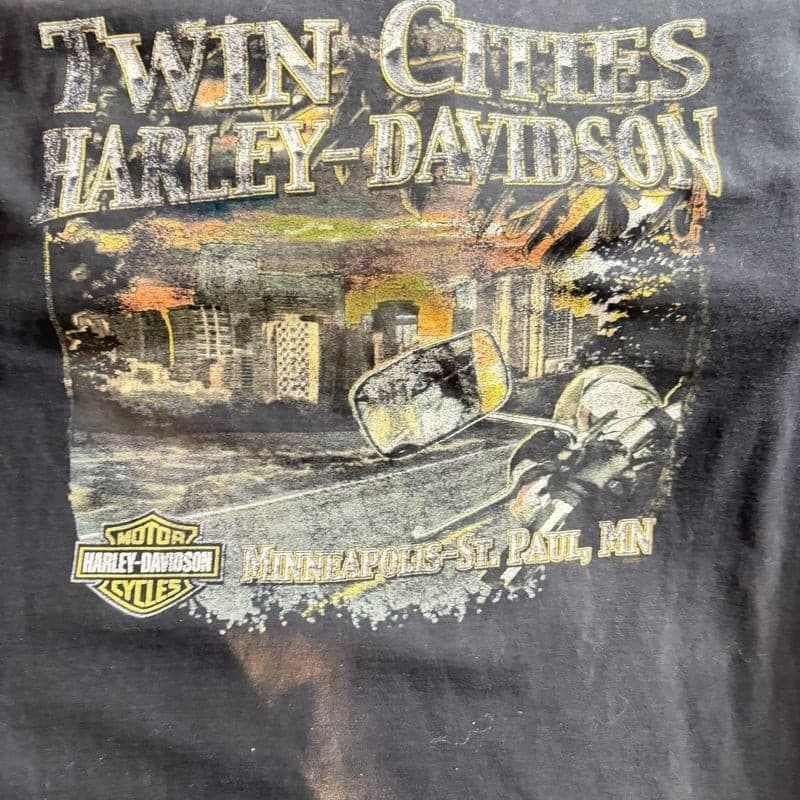 TWIN CITIES
HARLEY-DAVIDSON
MOTOR
HARLEY-DAVIDSON
CYCLES
MINNEAPOLIS-ST. PAUL, MN